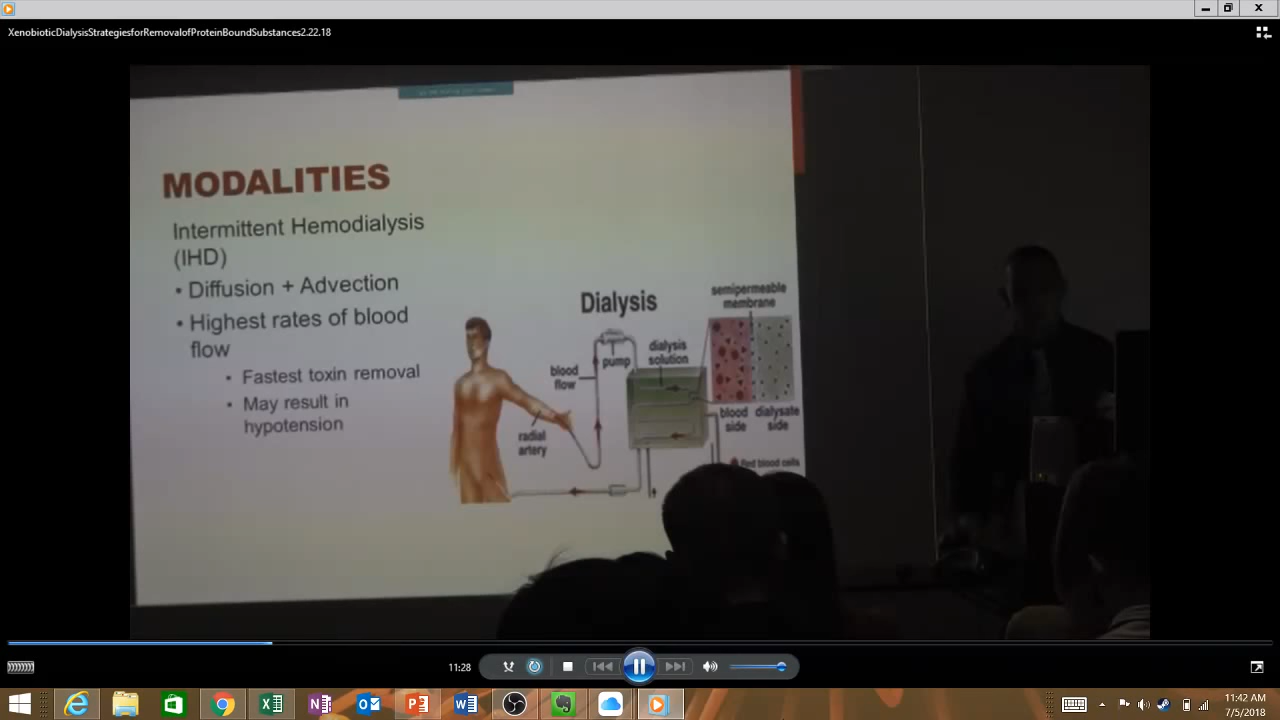 XenobioticDialysisStrategiesforRemovalofProteinBoundSubstances2.22.18
MODALITIES
Intermittent Hemodialysis
(IHD)
• Diffusion + Advection
• Highest rates of blood
flow
• Fastest toxin removal
• May result in
hypotension
Dialysis
semipermeable
membrane
pump
dialysis
solution
blood
flow
radial
artery
blood
side
dialysate
side
Red blood cells
11:28
11:42 AM
7/5/2018